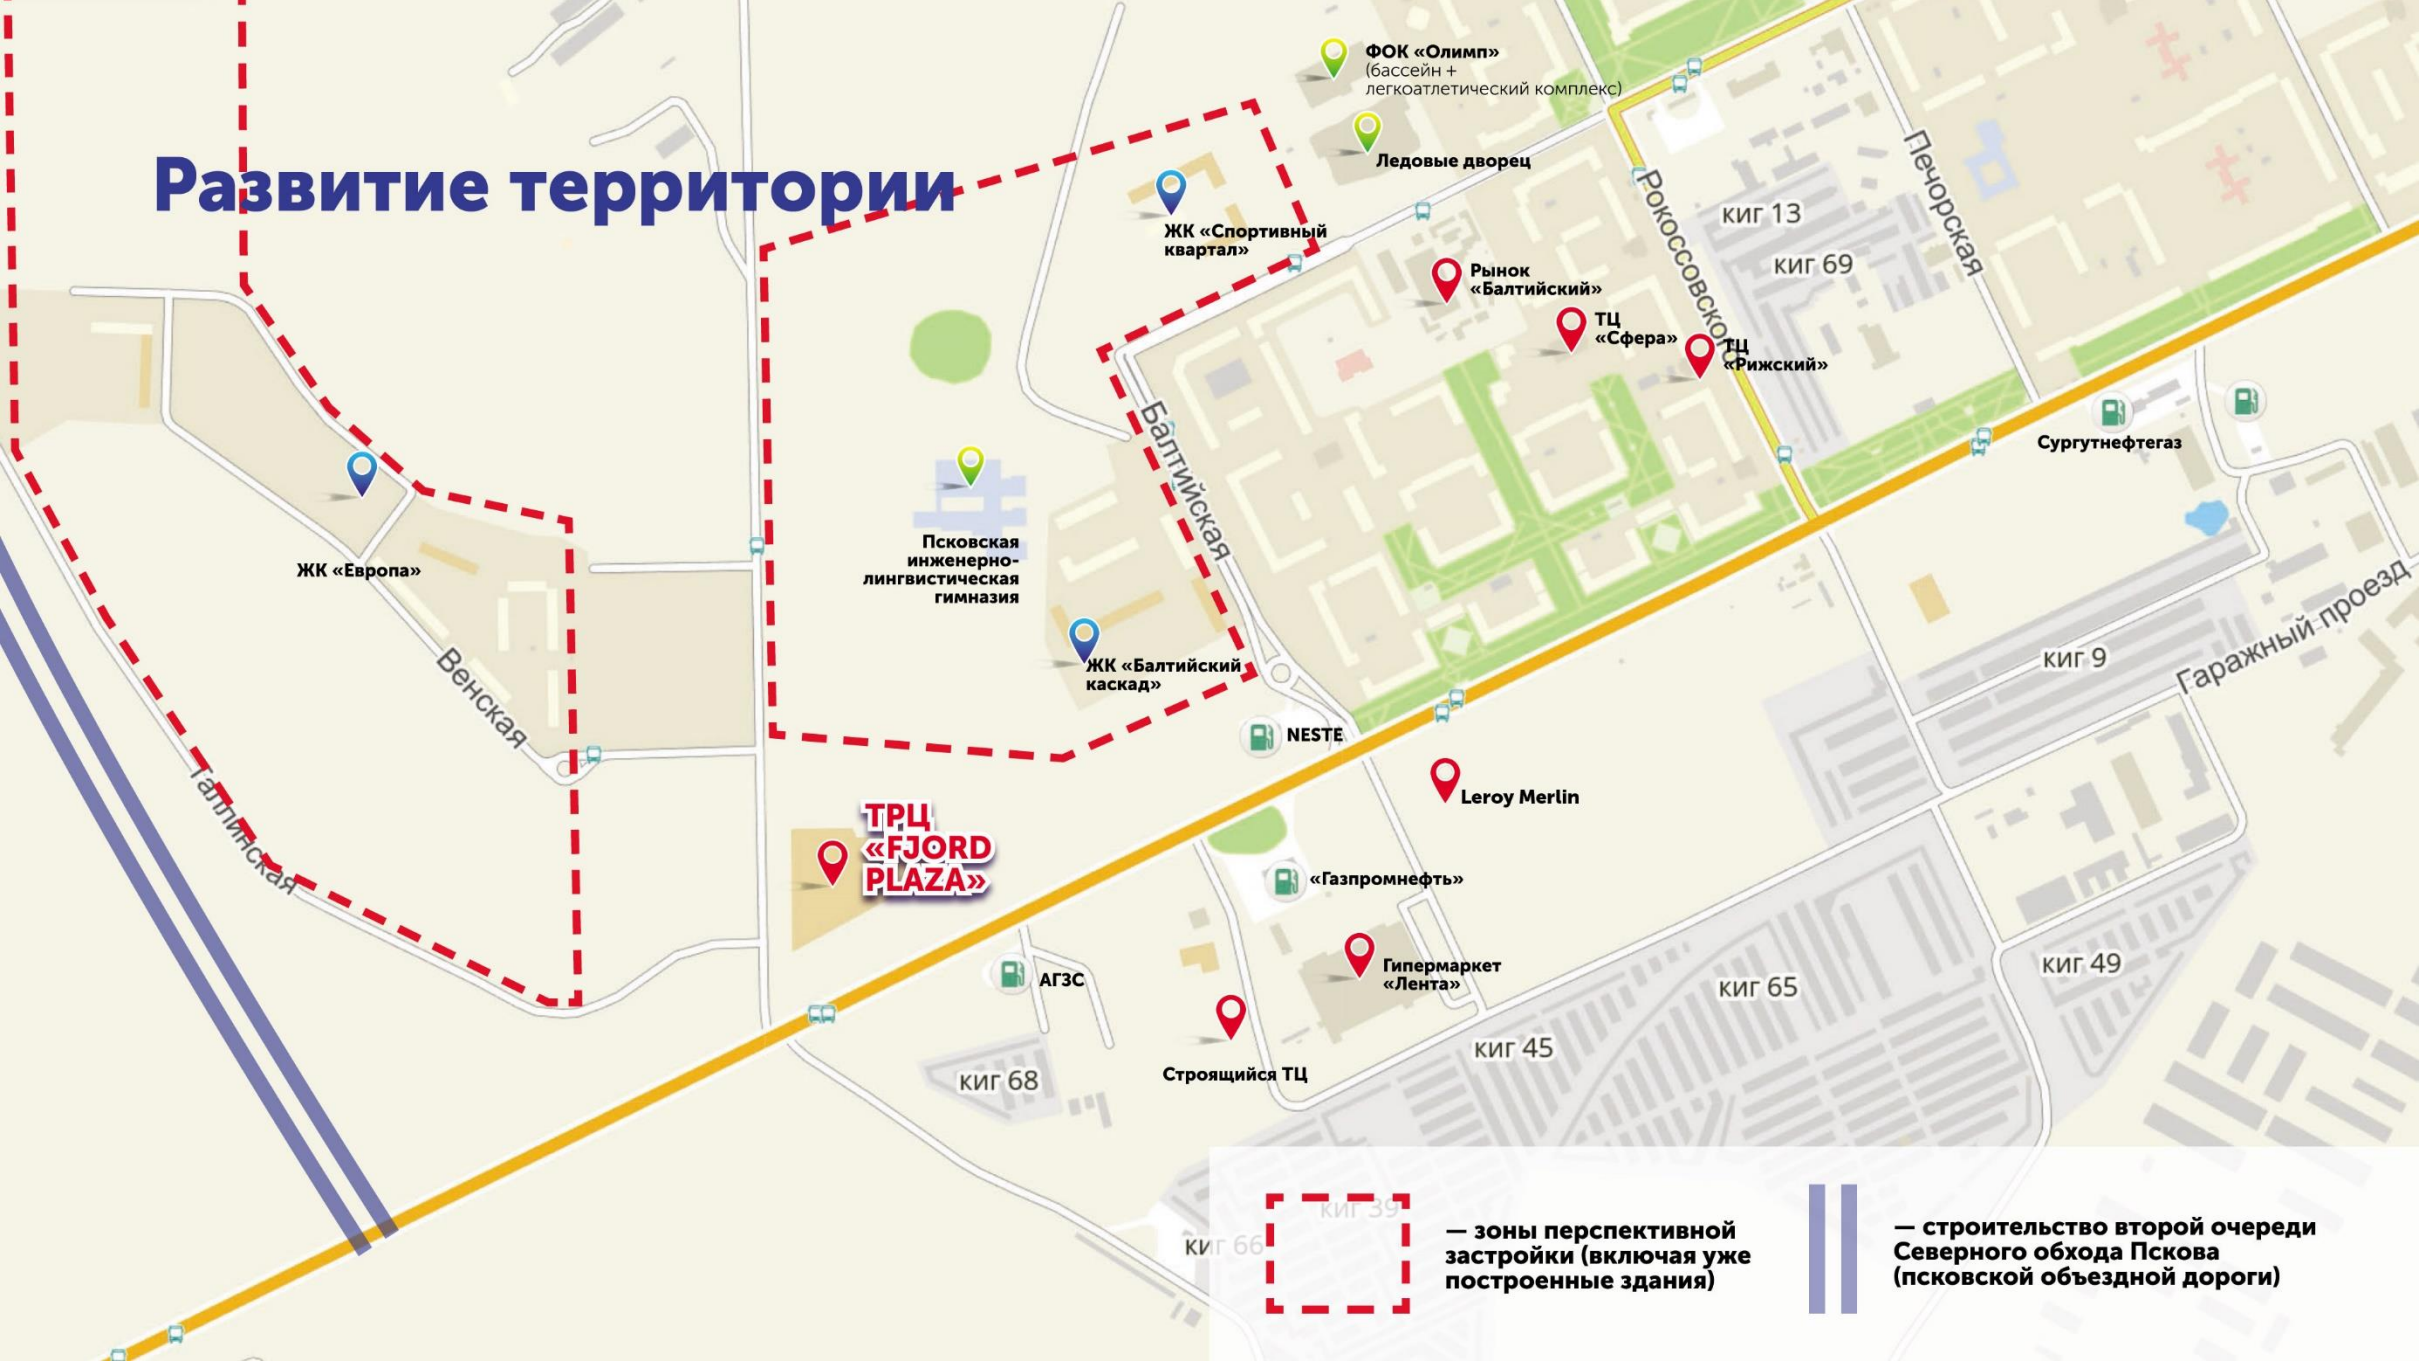 Развитие территории
ФОК «Олимп»
(бассейн +
легкоатлетический комплекс)
Ледовые дворец
ЖК «Спортивный
квартал»
Рынок
«Балтийский»
ТЦ
«Сфера»
ТЦ
«Рижский»
Рокоссовского
Печорская
киг 13
киг 69
Сургутнефтегаз
Балтийская
Псковская
инженерно-
лингвистическая
гимназия
ЖК «Балтийский
каскад»
ЖК «Европа»
Венская
Таллинская
NESTE
Leroy Merlin
ТРЦ
«FJORD
PLAZA»
«Газпромнефть»
АГЗС
Гипермаркет
«Лента»
Строящийся ТЦ
киг 9
Гаражный проезд
киг 65
киг 49
киг 45
киг 68
киг 39
киг 66
— зоны перспективной
застройки (включая уже
построенные здания)
— строительство второй очереди
Северного обхода Пскова
(псковской объездной дороги)